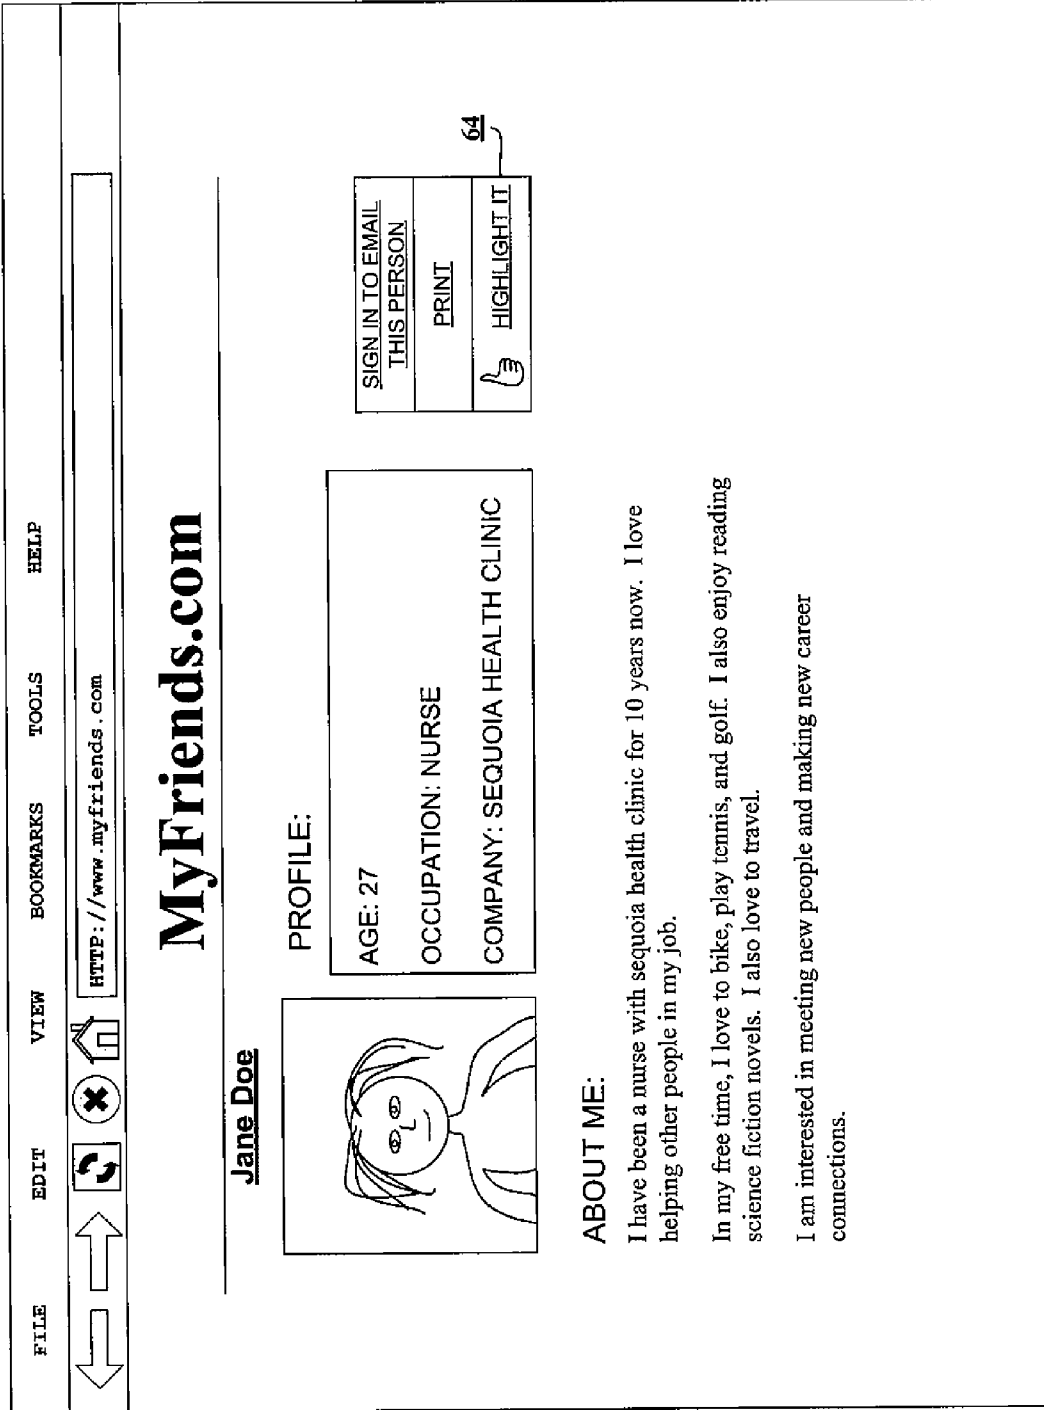 FILE EDIT VIEW BOOKMARKS TOOLS HELP
HTTP://www.myfriends.com
MyFriends.com
Jane Doe
PROFILE:
AGE: 27
OCCUPATION: NURSE
COMPANY: SEQUOIA HEALTH CLINIC
SIGN IN TO EMAIL
THIS PERSON
PRINT
HIGHLIGHT IT
64
ABOUT ME:
I have been a nurse with sequoia health clinic for 10 years now. I love
helping other people in my job.
In my free time, I love to bike, play tennis, and golf. I also enjoy reading
science fiction novels. I also love to travel.
I am interested in meeting new people and making new career
connections.